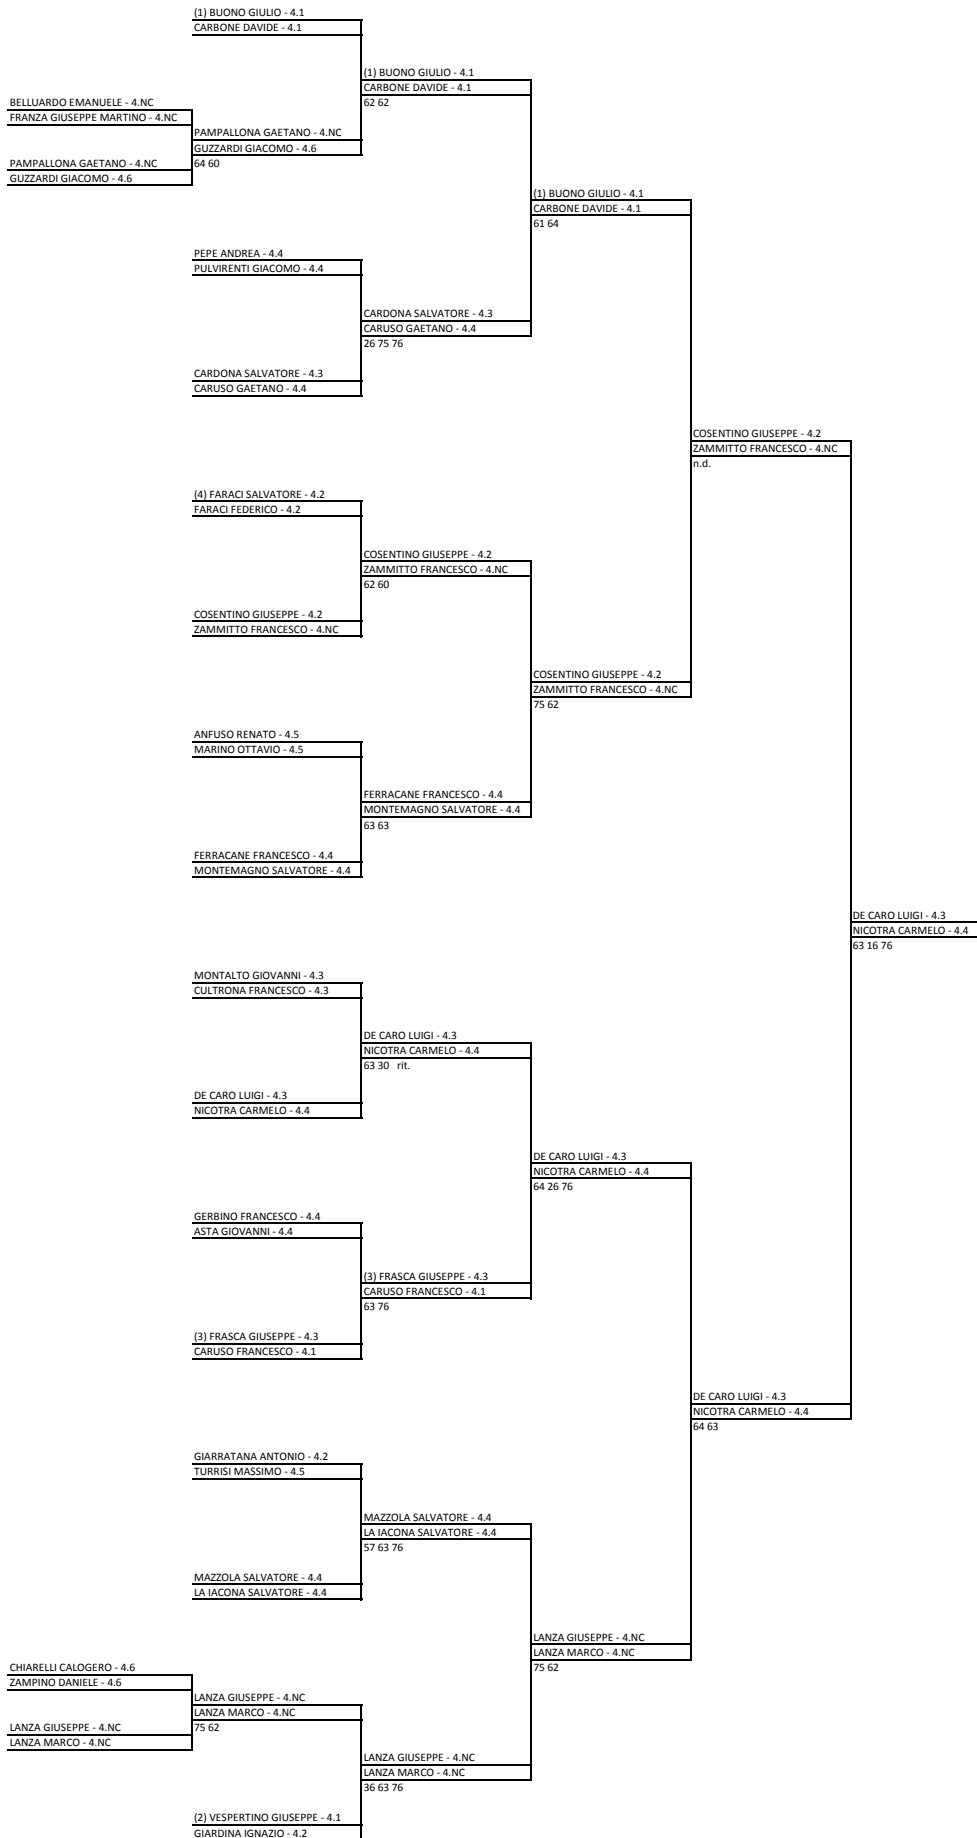 (1) BUONO GIULIO - 4.1
CARBONE DAVIDE - 4.1
(1) BUONO GIULIO - 4.1
CARBONE DAVIDE - 4.1
62 62
BELLUARDO EMANUELE - 4.NC
FRANZA GIUSEPPE MARTINO - 4.NC
PAMPALLONA GAETANO - 4.NC
GUZZARDI GIACOMO - 4.6
64 60
PAMPALLONA GAETANO - 4.NC
GUZZARDI GIACOMO - 4.6
(1) BUONO GIULIO - 4.1
CARBONE DAVIDE - 4.1
61 64
PEPE ANDREA - 4.4
PULVIRENTI GIACOMO - 4.4
CARDONA SALVATORE - 4.3
CARUSO GAETANO - 4.4
26 75 76
CARDONA SALVATORE - 4.3
CARUSO GAETANO - 4.4
COSENTINO GIUSEPPE - 4.2
ZAMMITTO FRANCESCO - 4.NC
n.d.
(4) FARACI SALVATORE - 4.2
FARACI FEDERICO - 4.2
COSENTINO GIUSEPPE - 4.2
ZAMMITTO FRANCESCO - 4.NC
62 60
COSENTINO GIUSEPPE - 4.2
ZAMMITTO FRANCESCO - 4.NC
COSENTINO GIUSEPPE - 4.2
ZAMMITTO FRANCESCO - 4.NC
75 62
ANFUSO RENATO - 4.5
MARINO OTTAVIO - 4.5
FERRACANE FRANCESCO - 4.4
MONTEMAGNO SALVATORE - 4.4
63 63
FERRACANE FRANCESCO - 4.4
MONTEMAGNO SALVATORE - 4.4
DE CARO LUIGI - 4.3
NICOTRA CARMELO - 4.4
63 16 76
MONTALTO GIOVANNI - 4.3
CULTRONA FRANCESCO - 4.3
DE CARO LUIGI - 4.3
NICOTRA CARMELO - 4.4
63 30 rit.
DE CARO LUIGI - 4.3
NICOTRA CARMELO - 4.4
DE CARO LUIGI - 4.3
NICOTRA CARMELO - 4.4
64 26 76
GERBINO FRANCESCO - 4.4
ASTA GIOVANNI - 4.4
(3) FRASCA GIUSEPPE - 4.3
CARUSO FRANCESCO - 4.1
63 76
(3) FRASCA GIUSEPPE - 4.3
CARUSO FRANCESCO - 4.1
DE CARO LUIGI - 4.3
NICOTRA CARMELO - 4.4
64 63
GIARRATANA ANTONIO - 4.2
TURRISI MASSIMO - 4.5
MAZZOLA SALVATORE - 4.4
LA IACONA SALVATORE - 4.4
57 63 76
MAZZOLA SALVATORE - 4.4
LA IACONA SALVATORE - 4.4
LANZA GIUSEPPE - 4.NC
LANZA MARCO - 4.NC
75 62
CHIARELLI CALOGERO - 4.6
ZAMPINO DANIELE - 4.6
LANZA GIUSEPPE - 4.NC
LANZA MARCO - 4.NC
75 62
LANZA GIUSEPPE - 4.NC
LANZA MARCO - 4.NC
LANZA GIUSEPPE - 4.NC
LANZA MARCO - 4.NC
36 63 76
(2) VESPERTINO GIUSEPPE - 4.1
GIARDINA IGNAZIO - 4.2